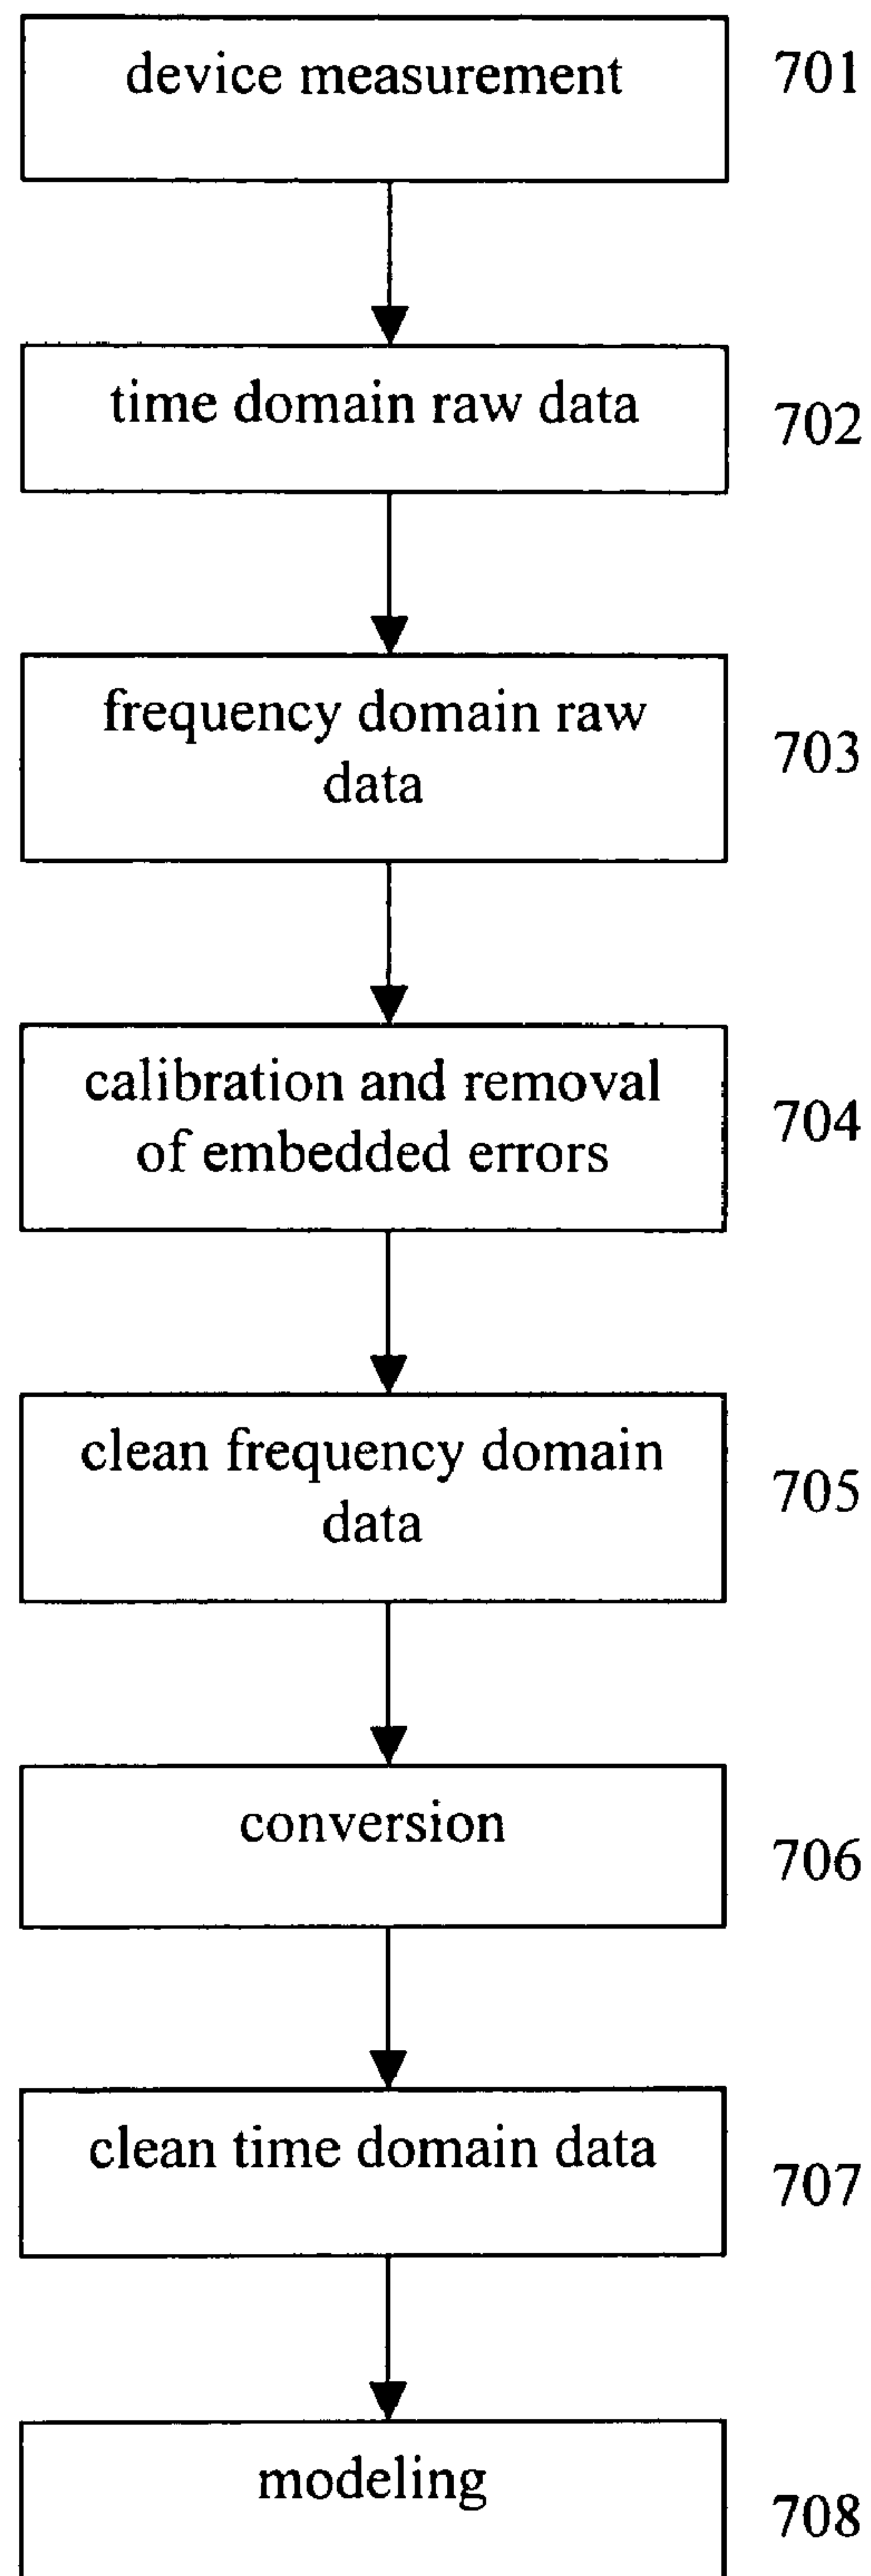 device measurement
701
time domain raw data
702
frequency domain raw
data
703
calibration and removal
of embedded errors
704
clean frequency domain
data
705
conversion
706
clean time domain data
707
modeling
708